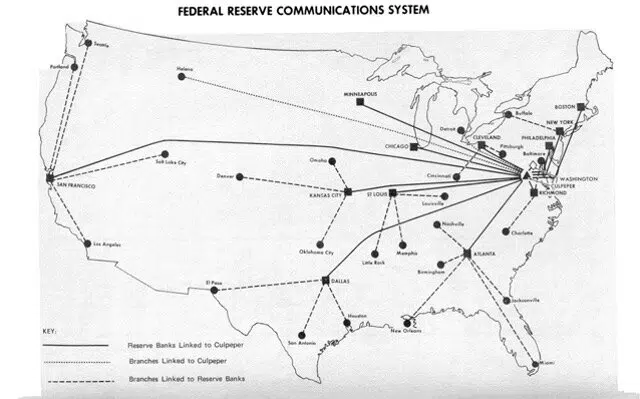 FEDERAL RESERVE COMMUNICATIONS SYSTEM
Seattle
Portland
Helena
MINNEAPOLIS
BOSTON
Buffalo
NEW YORK
Detroit
CLEVELAND
PHILADELPHIA
CHICAGO
Pittsburgh
Baltimore
Salt Lake City
Omaha
Denver
Cincinnati
WASHINGTON
CULPEPER
SAN FRANCISCO
KANSAS CITY
ST LOUIS
RICHMOND
Louisville
Nashville
Charlotte
Los Angeles
Oklahoma City
Little Rock
Memphis
ATLANTA
Birmingham
El Paso
DALLAS
Jacksonville
Houston
New Orleans
San Antonio
Miami
KEY:
Reserve Banks Linked to Culpeper
Branches Linked to Culpeper
Branches Linked to Reserve Banks